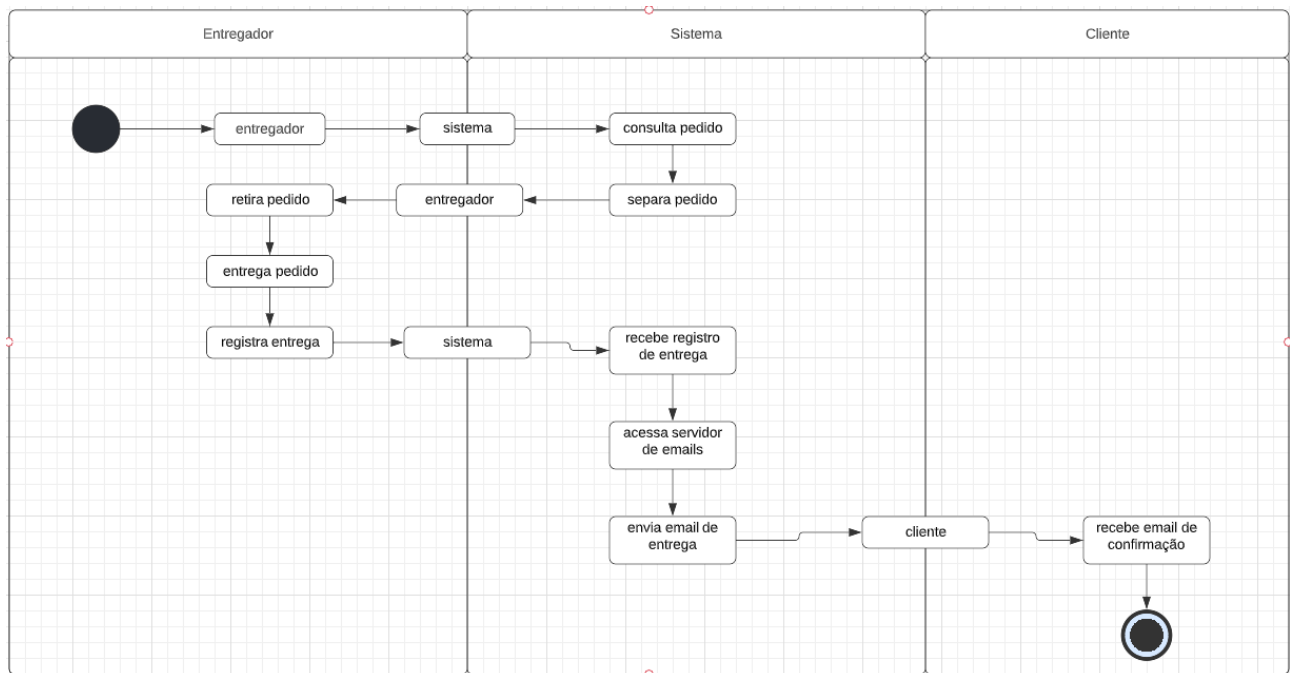 Entregador
Sistema
Cliente
entregador
sistema
consulta pedido
retira pedido
entregador
separa pedido
entrega pedido
registra entrega
sistema
recebe registro
de entrega
acessa servidor
de emails
envia email de
entrega
cliente
recebe email de
confirmação